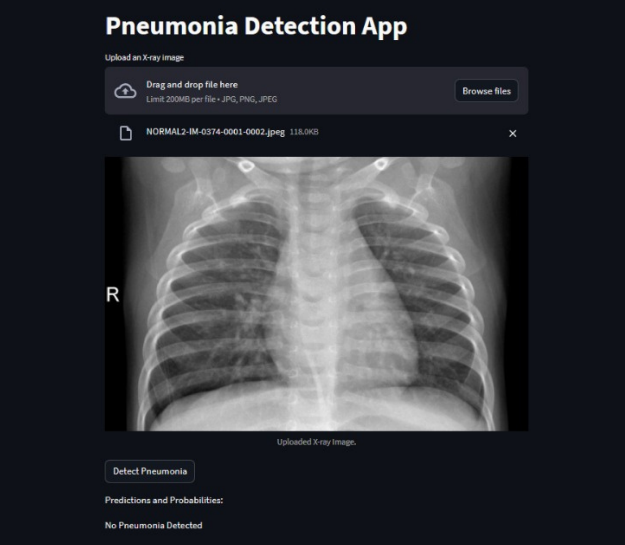 Pneumonia Detection App
Upload an X-ray image
Drag and drop file here
Limit 200MB per file • JPG, PNG, JPEG
Browse files
NORMAL2-IM-0374-0001-0002.jpeg 118.0KB
R
Uploaded X-ray Image.
Detect Pneumonia
Predictions and Probabilities:
No Pneumonia Detected